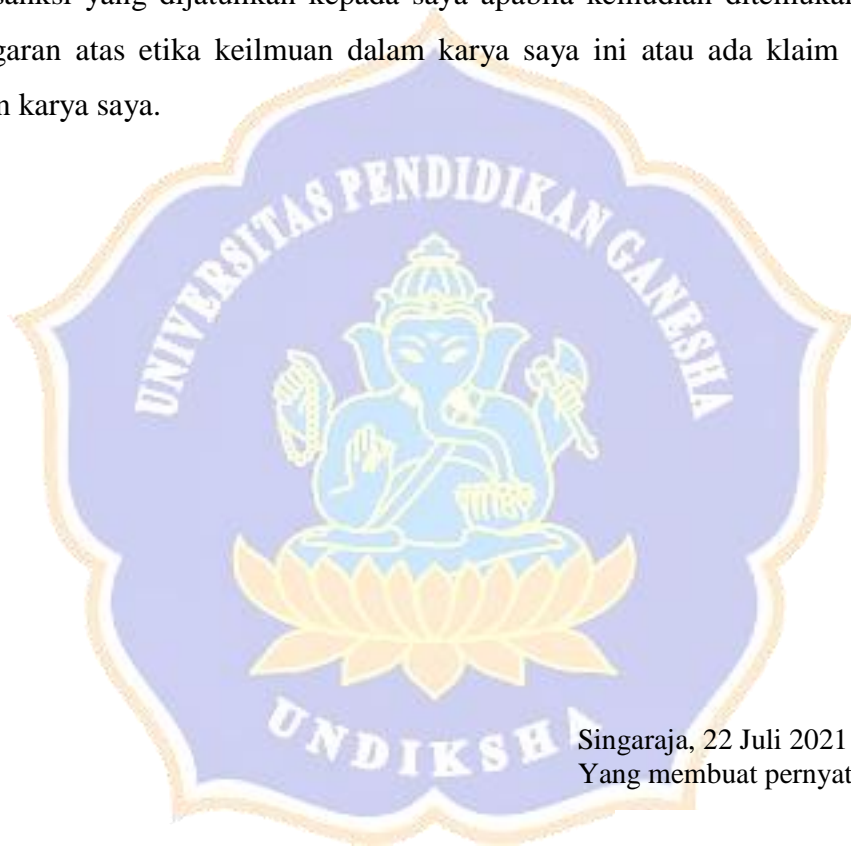 sanksi yang dijatuhkan kepada saya apabila kemudian ditemukan
garan atas etika keilmuan dalam karya saya ini atau ada klaim
n karya saya.
UNIVERSITAS PENDIDIKAN GANESHA
UNDIKSHA
Singaraja, 22 Juli 2021
Yang membuat pernyat